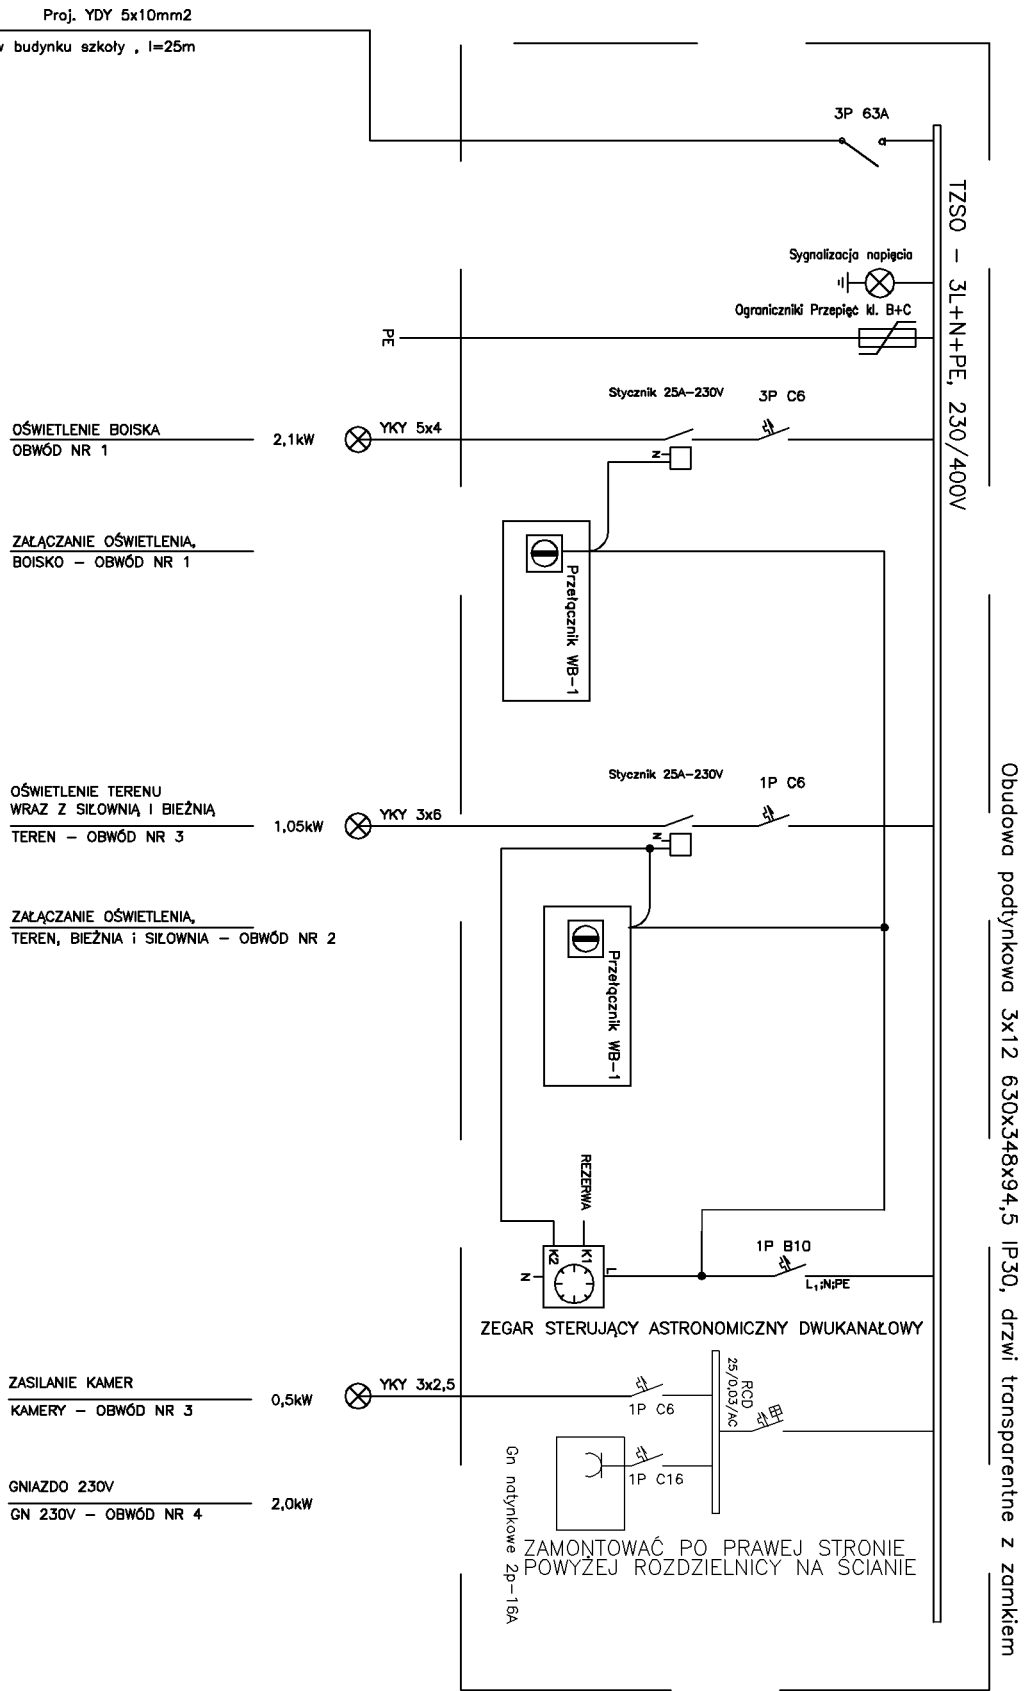 Proj. YDY 5x10mm2
w budynku szkoły , l=25m
3P 63A
TZSO – 3L+N+PE, 230/400V
Sygnalizacja napięcia
Ograniczniki Przepięć kl. B+C
PE
Stycznik 25A–230V
3P C6
OŚWIETLENIE BOISKA
OBWÓD NR 1
2,1kW
YKY 5x4
N
ZAŁĄCZANIE OŚWIETLENIA,
BOISKO – OBWÓD NR 1
Przełącznik WB–1
Stycznik 25A–230V
1P C6
OŚWIETLENIE TERENU
WRAZ Z SIŁOWNIĄ I BIEŻNIĄ
TEREN – OBWÓD NR 3
1,05kW
YKY 3x6
N
ZAŁĄCZANIE OŚWIETLENIA,
TEREN, BIEŻNIA i SIŁOWNIA – OBWÓD NR 2
Przełącznik WB–1
Obudowa podtynkowa 3x12 630x348x94,5 IP30, drzwi transparentne z zamkiem
REZERWA
K1
K2
L
N
1P B10
L1;N;PE
ZEGAR STERUJĄCY ASTRONOMICZNY DWUKANAŁOWY
ZASILANIE KAMER
KAMERY – OBWÓD NR 3
0,5kW
YKY 3x2,5
1P C6
RCD
25/0,03/AC
1P C16
GNIAZDO 230V
GN 230V – OBWÓD NR 4
2,0kW
Gn natynkowe 2p–16A
ZAMONTOWAĆ PO PRAWEJ STRONIE
POWYŻEJ ROZDZIELNICY NA ŚCIANIE